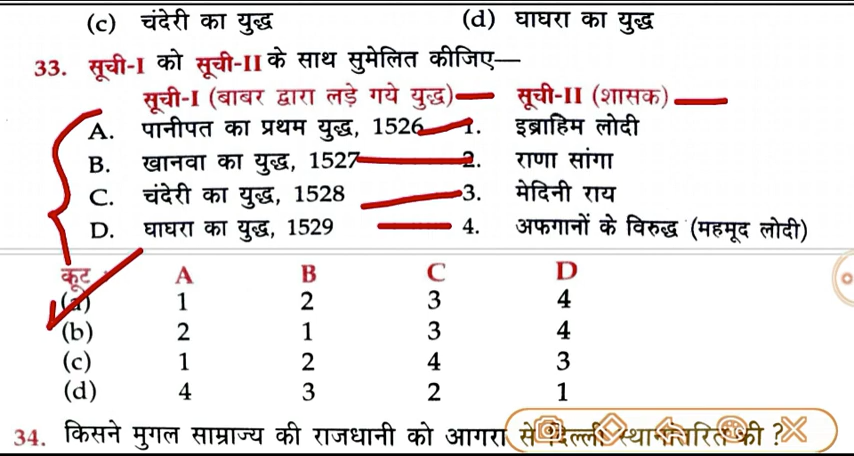 (c) चंदेरी का युद्ध (d) घाघरा का युद्ध
33. सूची-I को सूची-II के साथ सुमेलित कीजिए—
सूची-I (बाबर द्वारा लड़े गये युद्ध) सूची-II (शासक)
A. पानीपत का प्रथम युद्ध, 1526 1. इब्राहिम लोदी
B. खानवा का युद्ध, 1527 2. राणा सांगा
C. चंदेरी का युद्ध, 1528 3. मेदिनी राय
D. घाघरा का युद्ध, 1529 4. अफगानों के विरुद्ध (महमूद लोदी)
कूट : A B C D
(a) 1 2 3 4
(b) 2 1 3 4
(c) 1 2 4 3
(d) 4 3 2 1
34. किसने मुगल साम्राज्य की राजधानी को आगरा से दिल्ली स्थानांतरित की ?